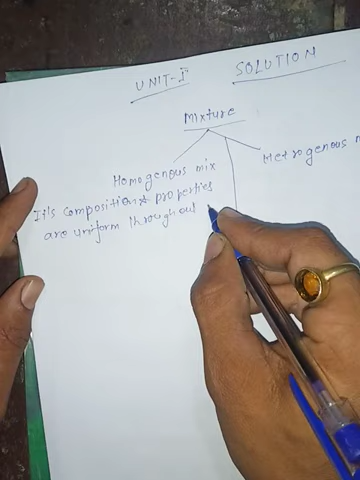 UNIT-I
SOLUTION
Mixture
Homogenous mix
Hetrogenous
It's composition & properties
are uniform throughout